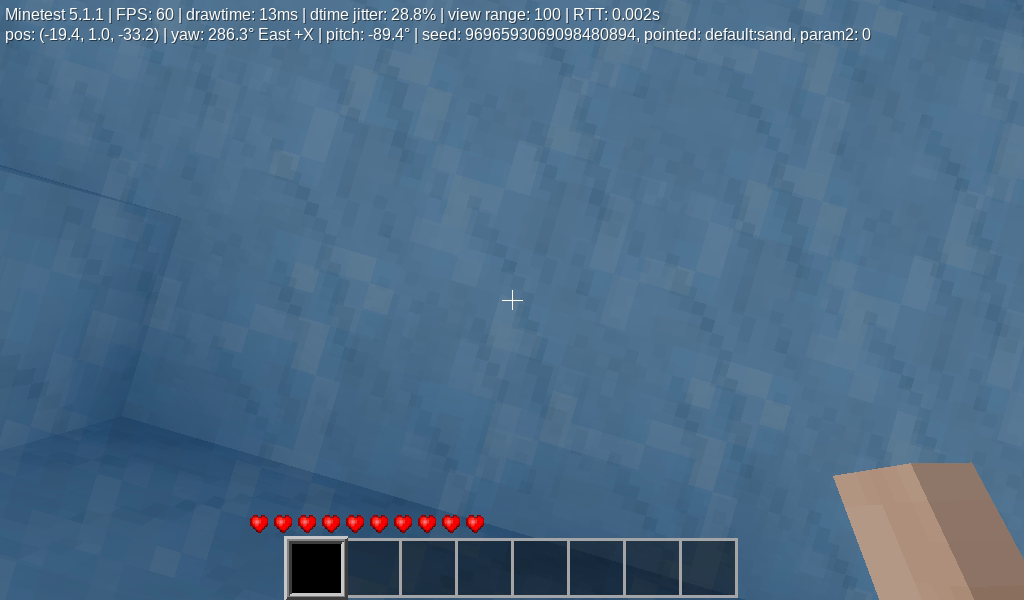 Minetest 5.1.1 | FPS: 60 | drawtime: 13ms | dtime jitter: 28.8% | view range: 100 | RTT: 0.002s
pos: (-19.4, 1.0, -33.2) | yaw: 286.3° East +X | pitch: -89.4° | seed: 9696593069098480894, pointed: default:sand, param2: 0